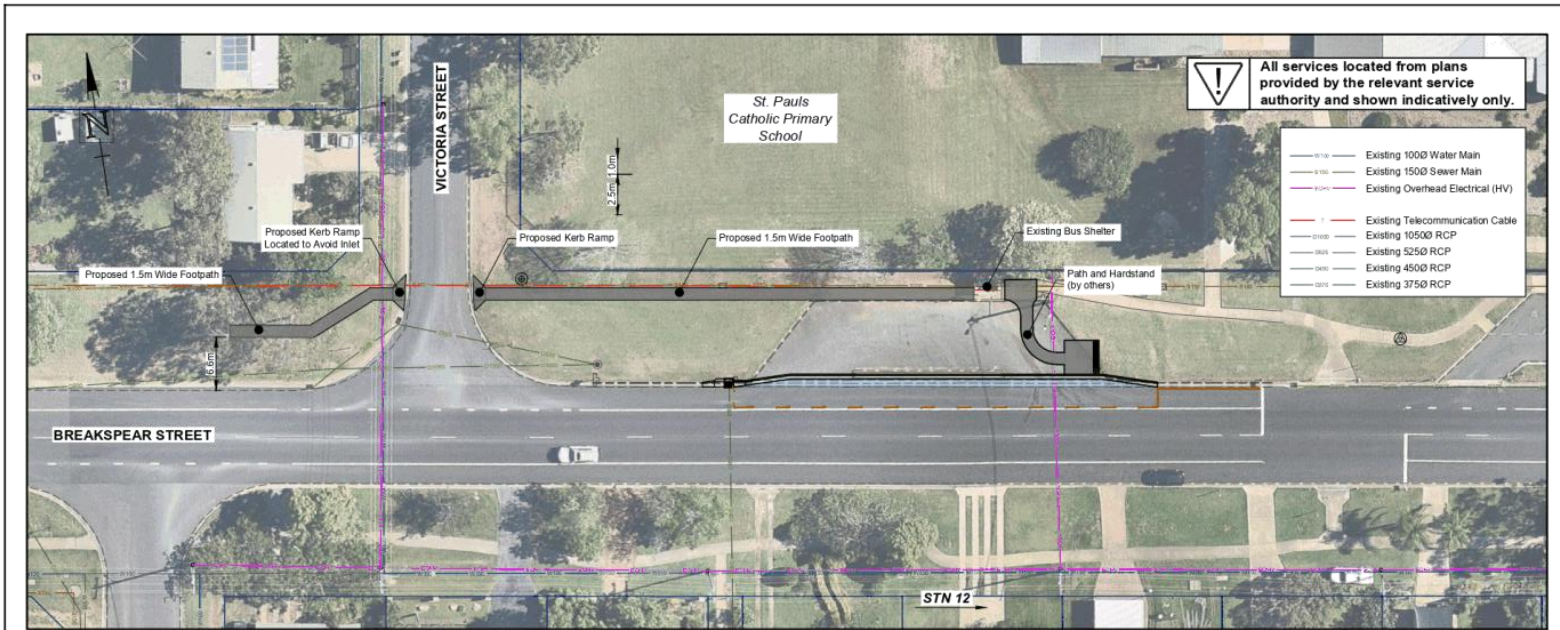 All services located from plans
provided by the relevant service
authority and shown indicatively only.
N
VICTORIA STREET
St. Pauls
Catholic Primary
School
W100 Existing 100Ø Water Main
S150 Existing 150Ø Sewer Main
Existing Overhead Electrical (HV)
T Existing Telecommunication Cable
Existing 1050Ø RCP
Existing 525Ø RCP
Existing 450Ø RCP
Existing 375Ø RCP
2.5m 1.0m
Proposed Kerb Ramp
Located to Avoid Inlet
Proposed Kerb Ramp
Proposed 1.5m Wide Footpath
Existing Bus Shelter
Proposed 1.5m Wide Footpath
Path and Hardstand
(by others)
6.6m
BREAKSPEAR STREET
STN 12